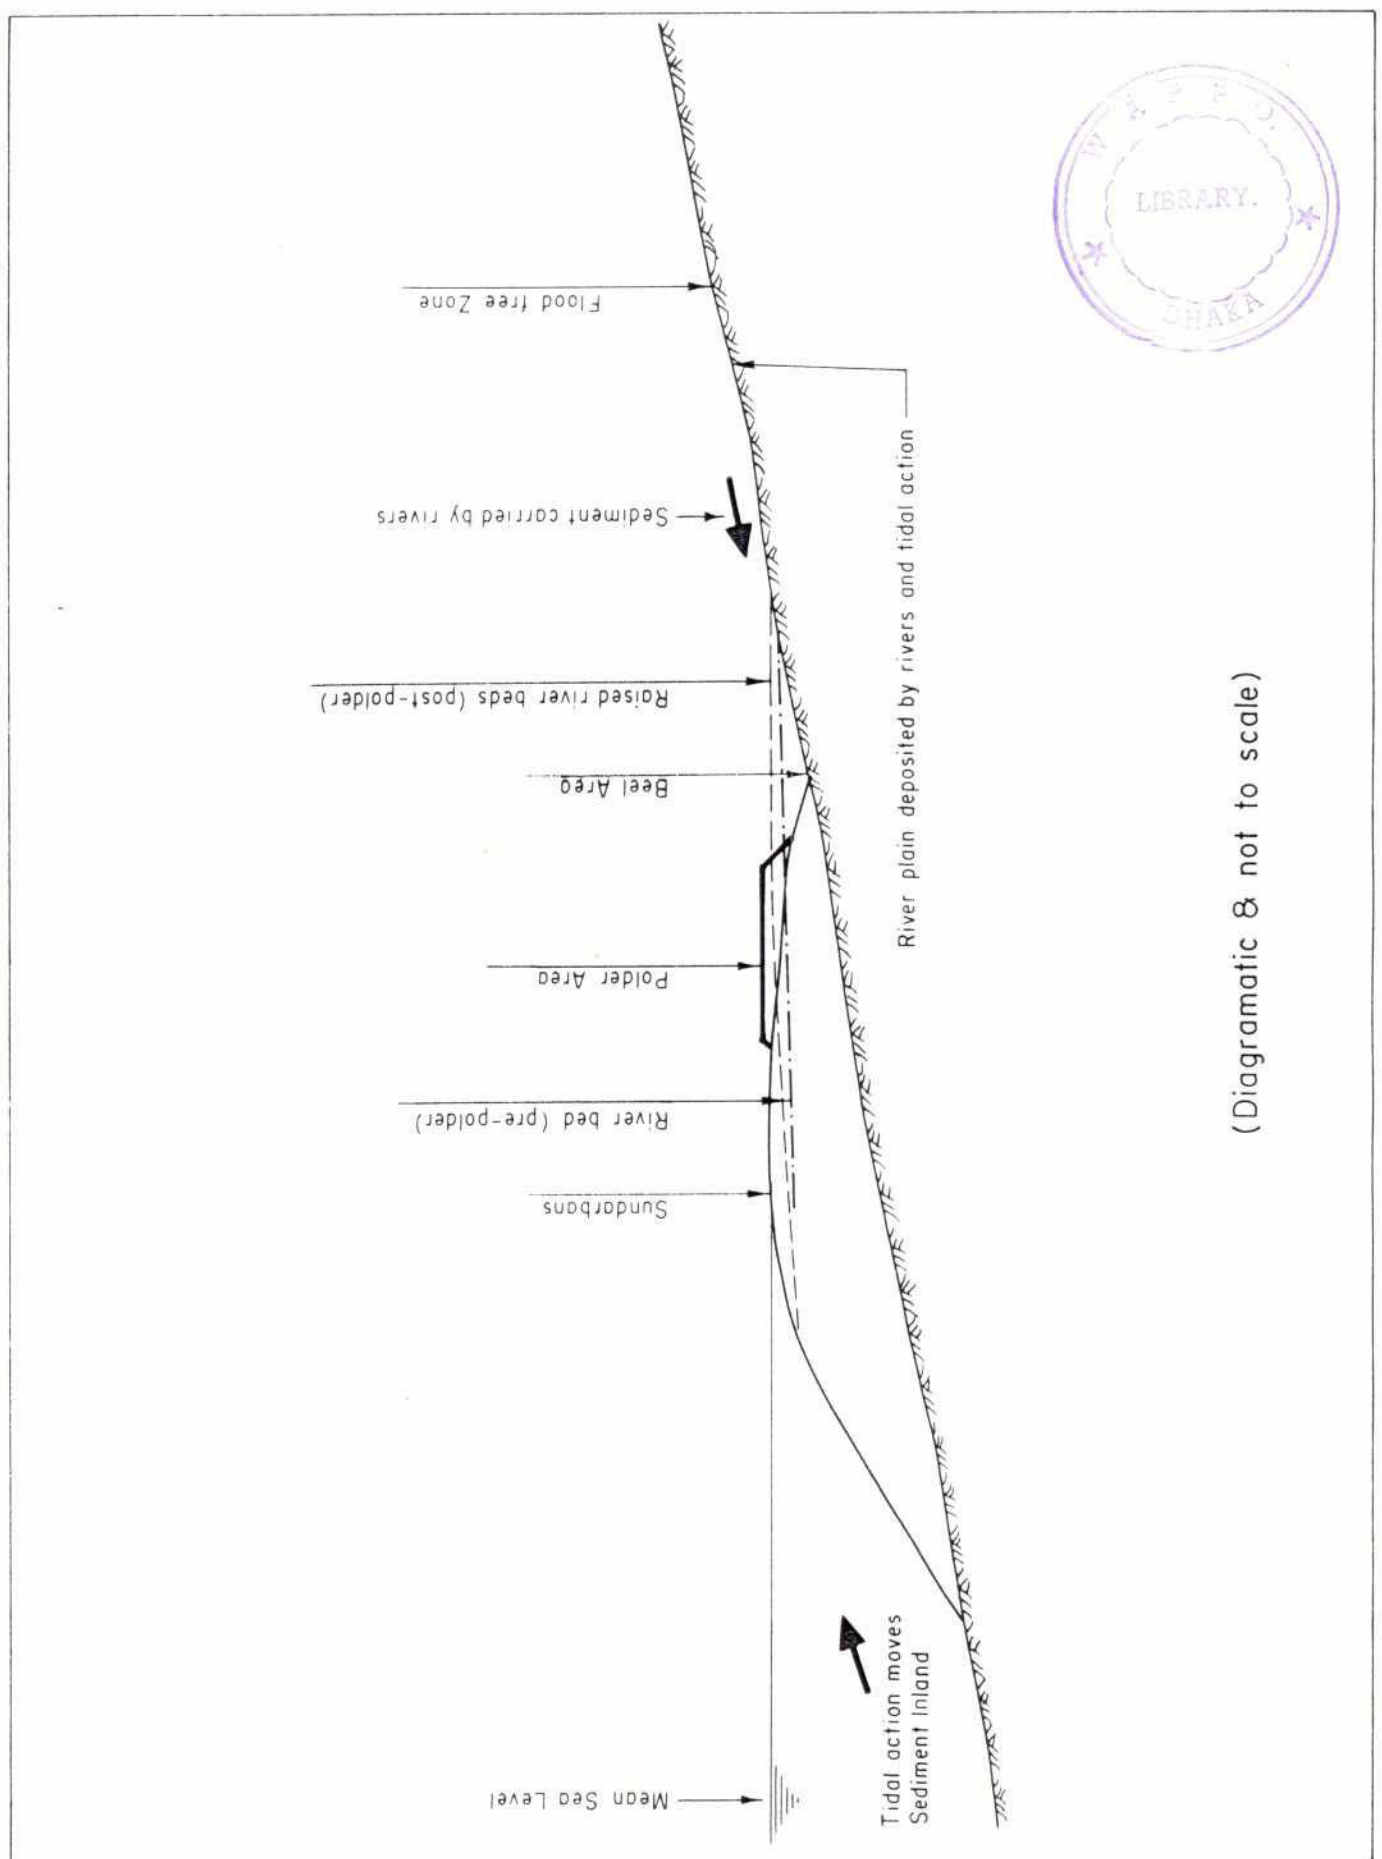 Flood free Zone
Sediment carried by rivers
Raised river beds (post-polder)
Beel Area
Polder Area
River bed (pre-polder)
Sundarbans
Mean Sea Level
River plain deposited by rivers and tidal action
Tidal action moves
Sediment Inland
(Diagramatic & not to scale)
W A P P O.
LIBRARY.
DHAKA